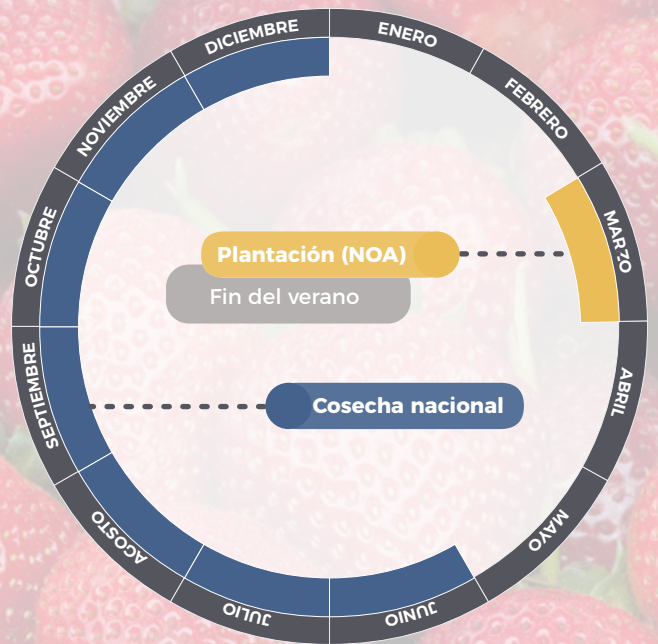 ENERO
FEBRERO
MARZO
ABRIL
MAYO
JUNIO
JULIO
AGOSTO
SEPTIEMBRE
OCTUBRE
NOVIEMBRE
DICIEMBRE
Plantación (NOA)
Fin del verano
Cosecha nacional